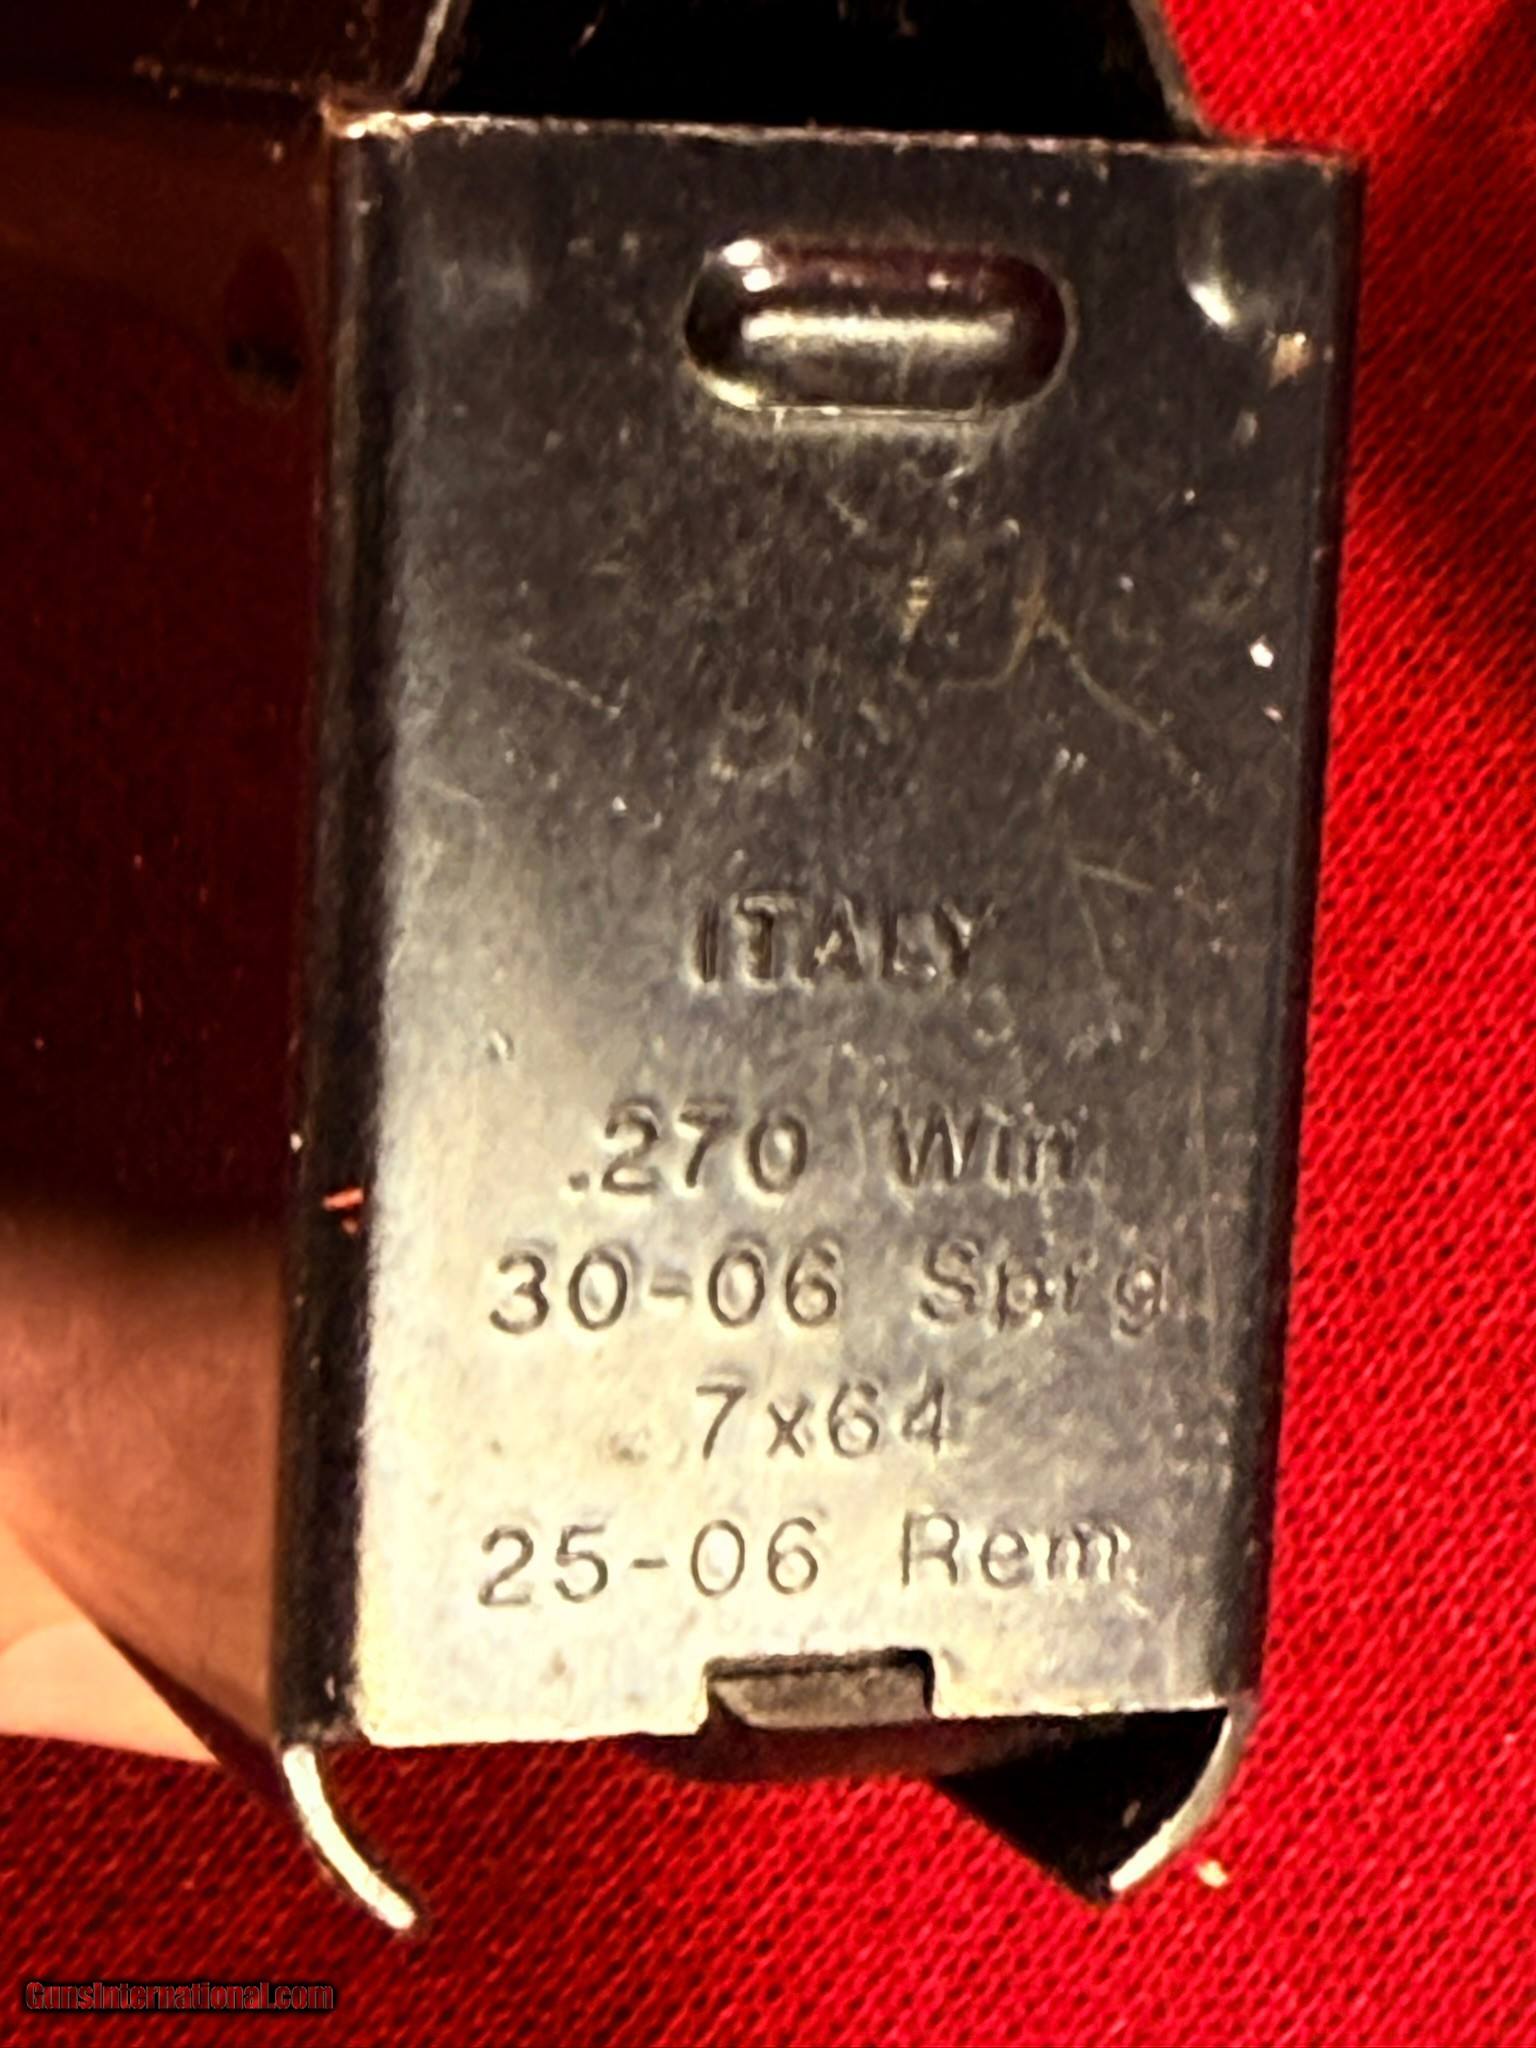 ITALY
.270 Win.
30-06 Sprg.
7x64
25-06 Rem.
GunsInternational.com